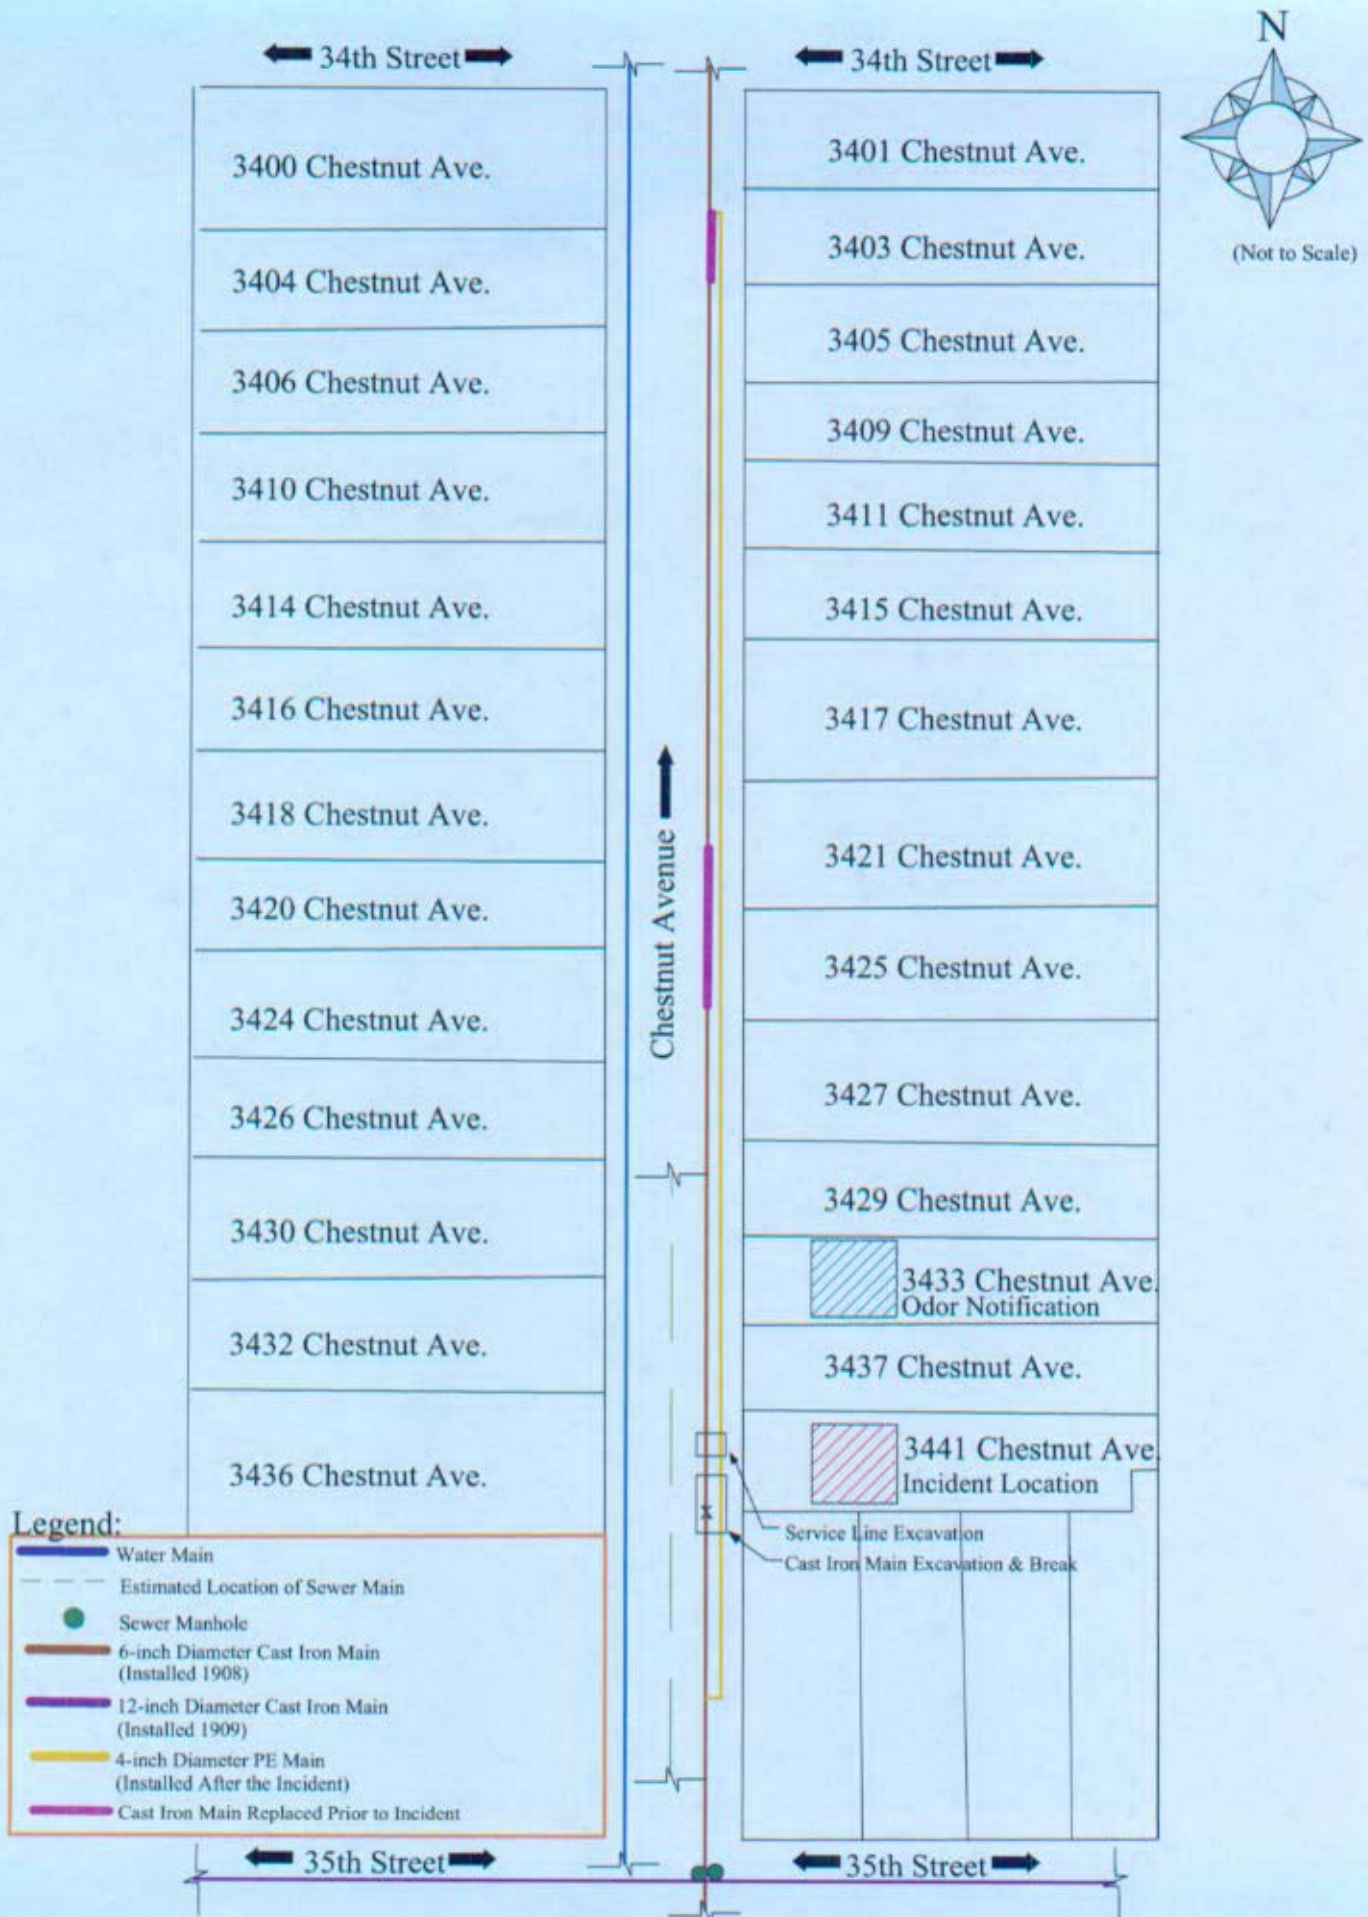 N
(Not to Scale)
34th Street
34th Street
3400 Chestnut Ave.
3404 Chestnut Ave.
3406 Chestnut Ave.
3410 Chestnut Ave.
3414 Chestnut Ave.
3416 Chestnut Ave.
3418 Chestnut Ave.
3420 Chestnut Ave.
3424 Chestnut Ave.
3426 Chestnut Ave.
3430 Chestnut Ave.
3432 Chestnut Ave.
3436 Chestnut Ave.
Chestnut Avenue
3401 Chestnut Ave.
3403 Chestnut Ave.
3405 Chestnut Ave.
3409 Chestnut Ave.
3411 Chestnut Ave.
3415 Chestnut Ave.
3417 Chestnut Ave.
3421 Chestnut Ave.
3425 Chestnut Ave.
3427 Chestnut Ave.
3429 Chestnut Ave.
3433 Chestnut Ave.
Odor Notification
3437 Chestnut Ave.
3441 Chestnut Ave.
Incident Location
X
Service Line Excavation
Cast Iron Main Excavation & Break
Legend:
Water Main
Estimated Location of Sewer Main
Sewer Manhole
6-inch Diameter Cast Iron Main
(Installed 1908)
12-inch Diameter Cast Iron Main
(Installed 1909)
4-inch Diameter PE Main
(Installed After the Incident)
Cast Iron Main Replaced Prior to Incident
35th Street
35th Street